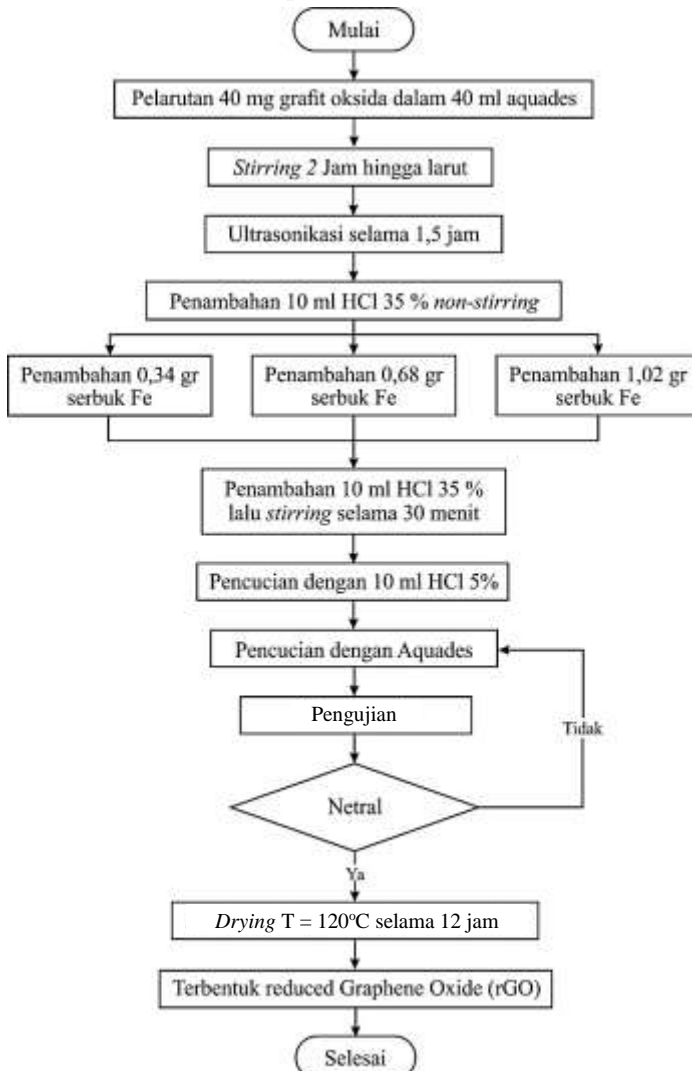 Mulai
Pelarutan 40 mg grafit oksida dalam 40 ml aquades
Stirring 2 Jam hingga larut
Ultrasonikasi selama 1,5 jam
Penambahan 10 ml HCl 35 % non-stirring
Penambahan 0,34 gr
serbuk Fe
Penambahan 0,68 gr
serbuk Fe
Penambahan 1,02 gr
serbuk Fe
Penambahan 10 ml HCl 35 %
lalu stirring selama 30 menit
Pencucian dengan 10 ml HCl 5%
Pencucian dengan Aquades
Pengujian
Tidak
Netral
Ya
Drying T = 120°C selama 12 jam
Terbentuk reduced Graphene Oxide (rGO)
Selesai